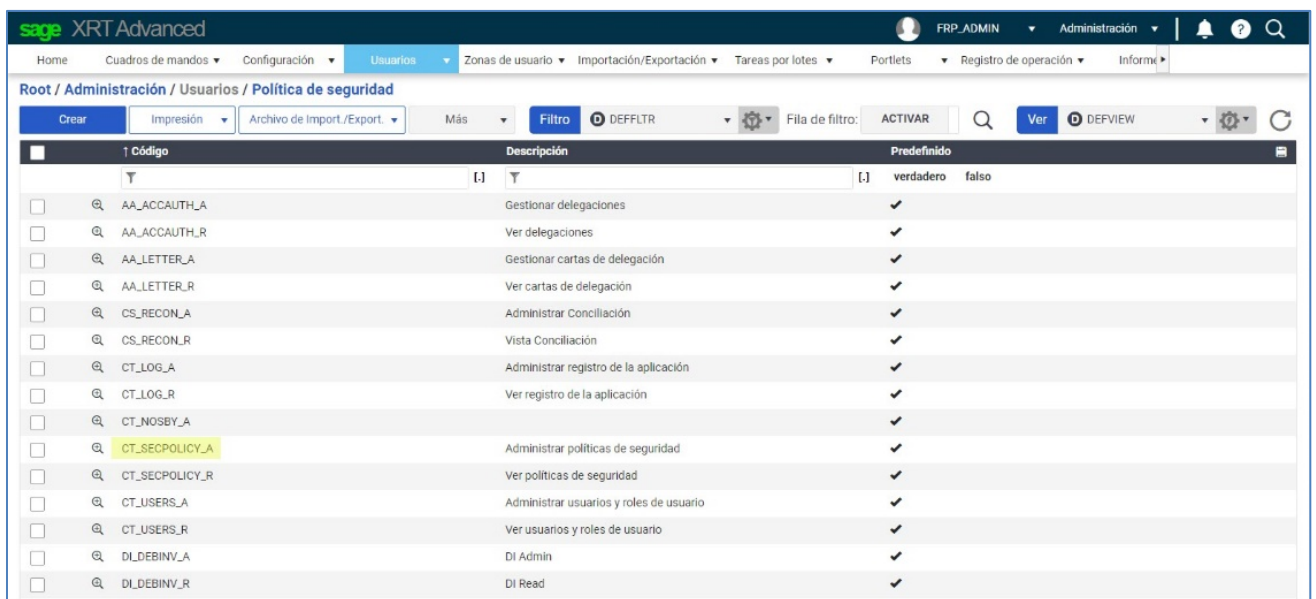 sage XRT Advanced FRP_ADMIN Administración
Home Cuadros de mandos Configuración Usuarios Zonas de usuario Importación/Exportación Tareas por lotes Portlets Registro de operación Informe
Root / Administración / Usuarios / Política de seguridad
Crear Impresión Archivo de Import./Export. Más Filtro D DEFFLTR Fila de filtro: ACTIVAR Ver D DEFVIEW
↑ Código Descripción Predefinido
[.] [.] verdadero falso
AA_ACCAUTH_A Gestionar delegaciones
AA_ACCAUTH_R Ver delegaciones
AA_LETTER_A Gestionar cartas de delegación
AA_LETTER_R Ver cartas de delegación
CS_RECON_A Administrar Conciliación
CS_RECON_R Vista Conciliación
CT_LOG_A Administrar registro de la aplicación
CT_LOG_R Ver registro de la aplicación
CT_NOSBY_A
CT_SECPOLICY_A Administrar políticas de seguridad
CT_SECPOLICY_R Ver políticas de seguridad
CT_USERS_A Administrar usuarios y roles de usuario
CT_USERS_R Ver usuarios y roles de usuario
DI_DEBINV_A DI Admin
DI_DEBINV_R DI Read